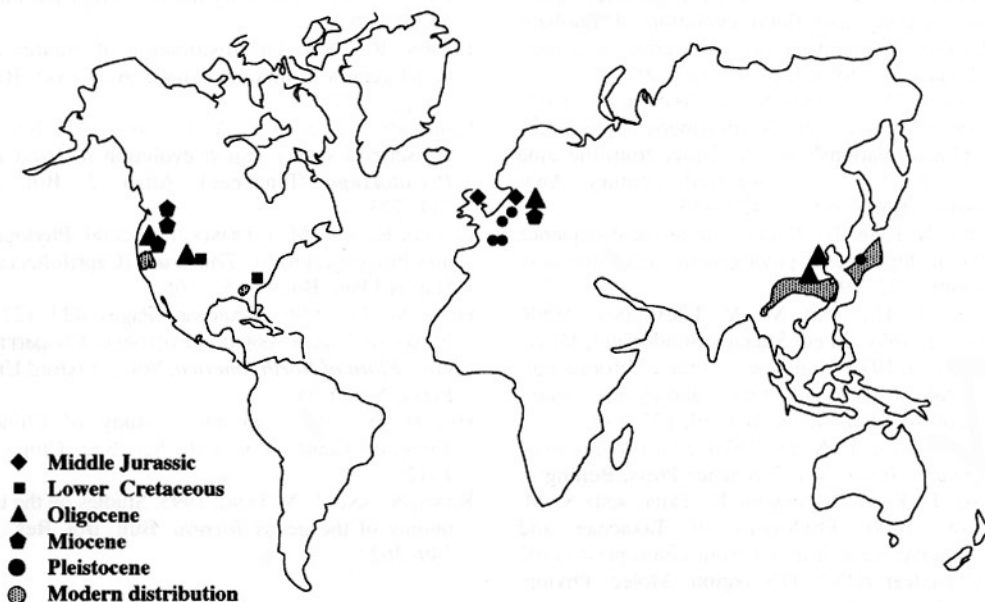 Middle Jurassic
Lower Cretaceous
Oligocene
Miocene
Pleistocene
Modern distribution